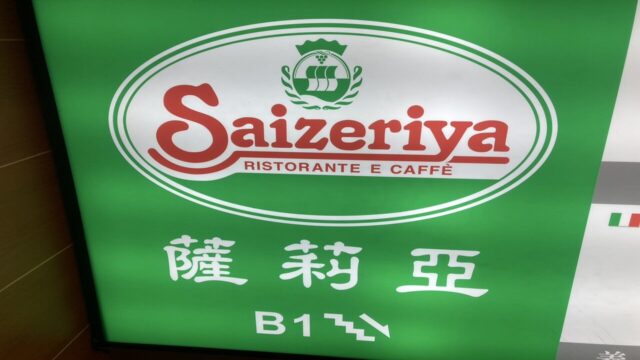 Saizeriya
RISTORANTE E CAFFÈ
薩莉亞
B1